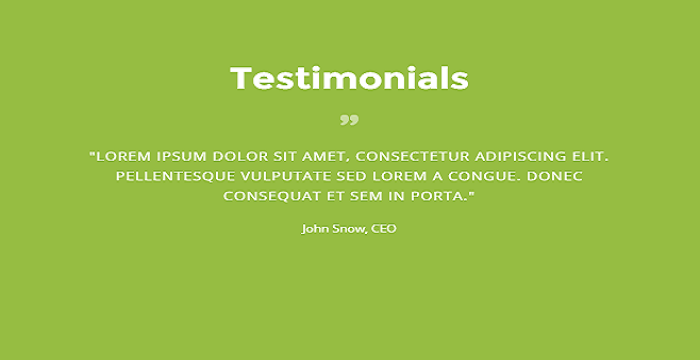 Testimonials
”
"LOREM IPSUM DOLOR SIT AMET, CONSECTETUR ADIPISCING ELIT.
PELLENTESQUE VULPUTATE SED LOREM A CONGUE. DONEC
CONSEQUAT ET SEM IN PORTA."
John Snow, CEO